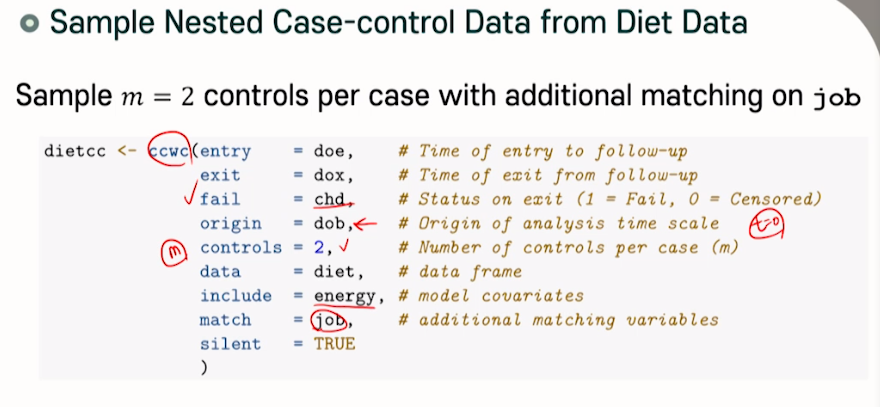 Sample Nested Case-control Data from Diet Data
Sample m = 2 controls per case with additional matching on job
dietcc <- ccwc(entry = doe, # Time of entry to follow-up
exit = dox, # Time of exit from follow-up
fail = chd, # Status on exit (1 = Fail, 0 = Censored)
origin = dob, # Origin of analysis time scale t=0
m controls = 2, # Number of controls per case (m)
data = diet, # data frame
include = energy, # model covariates
match = job, # additional matching variables
silent = TRUE
)